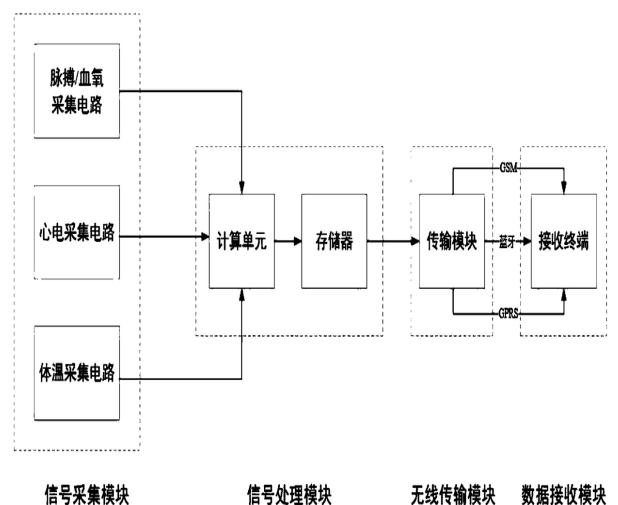 脉搏/血氧
采集电路
心电采集电路
体温采集电路
计算单元
存储器
传输模块
GSM
蓝牙
GPRS
接收终端
信号采集模块
信号处理模块
无线传输模块
数据接收模块